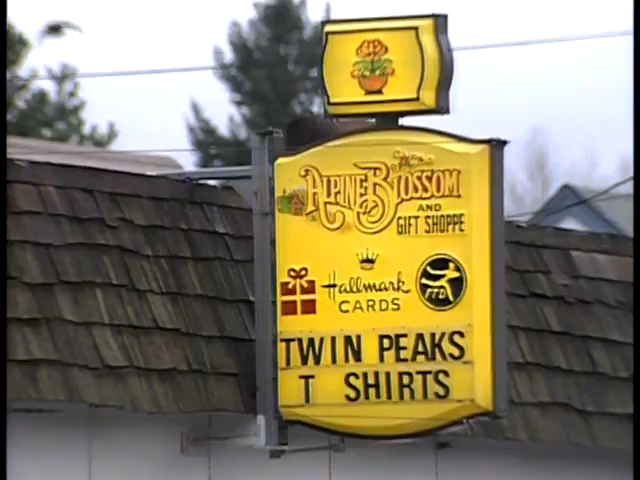 ALPINE BLOSSOM
AND
GIFT SHOPPE
Hallmark
CARDS
FTD
TWIN PEAKS
T SHIRTS